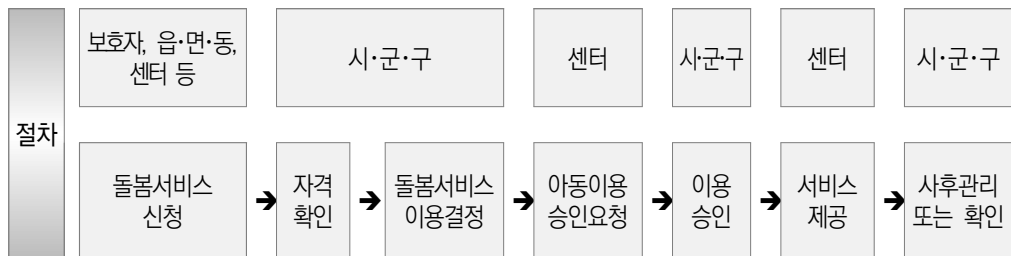 절차
보호자, 읍·면·동,
센터 등
시·군·구
센터
시·군·구
센터
시·군·구
돌봄서비스
신청
➔
자격
확인
➔
돌봄서비스
이용결정
➔
아동이용
승인요청
➔
이용
승인
➔
서비스
제공
➔
사후관리
또는 확인